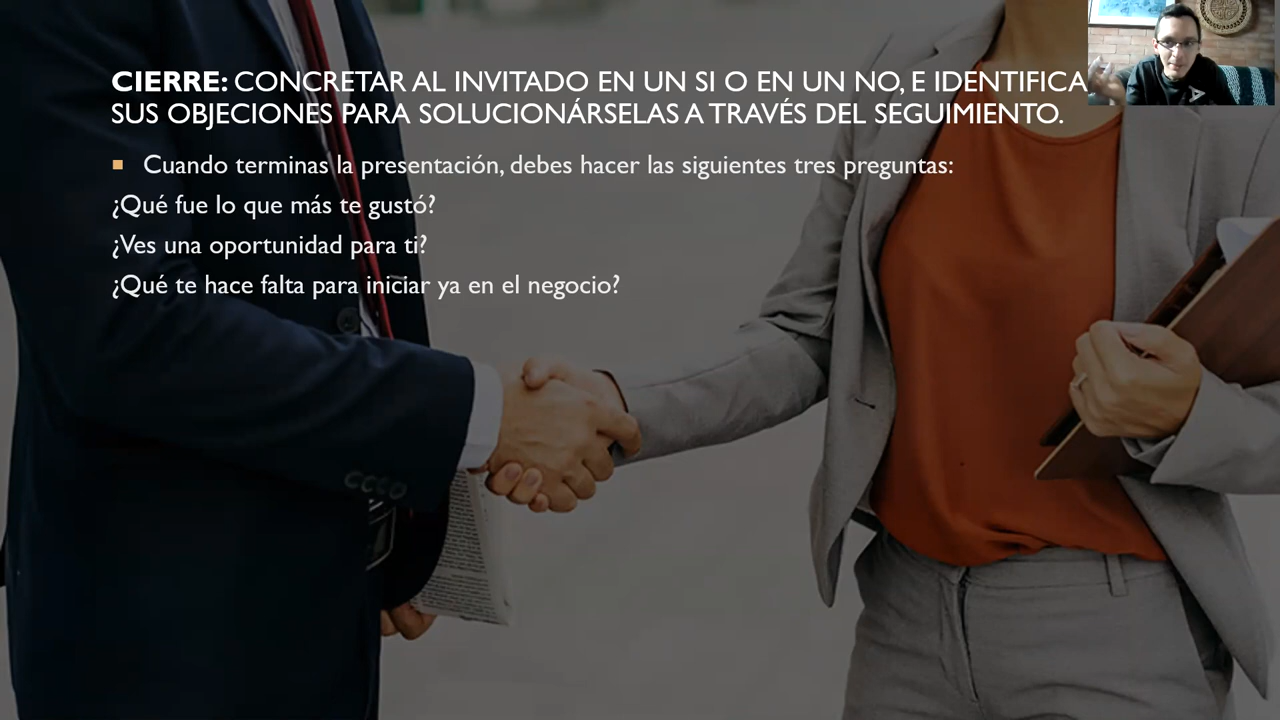 CIERRE: CONCRETAR AL INVITADO EN UN SI O EN UN NO, E IDENTIFICA
SUS OBJECIONES PARA SOLUCIONÁRSELAS A TRAVÉS DEL SEGUIMIENTO.
Cuando terminas la presentación, debes hacer las siguientes tres preguntas:
¿Qué fue lo que más te gustó?
¿Ves una oportunidad para ti?
¿Qué te hace falta para iniciar ya en el negocio?